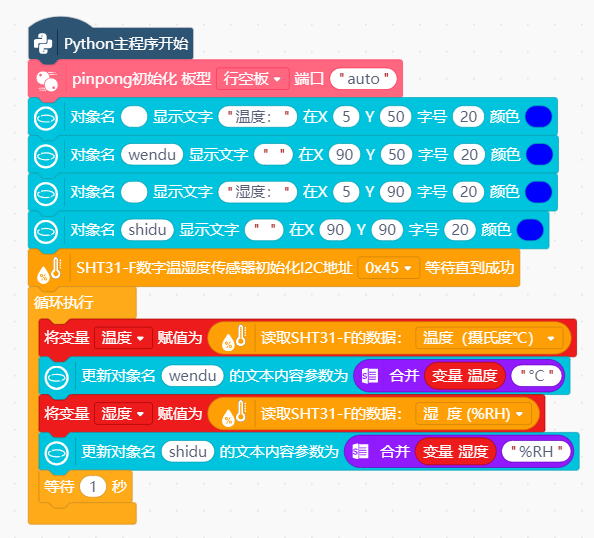 Python主程序开始
pinpong初始化 板型 行空板 端口 "auto"
对象名 显示文字 "温度：" 在X 5 Y 50 字号 20 颜色
对象名 wendu 显示文字 " " 在X 90 Y 50 字号 20 颜色
对象名 显示文字 "湿度：" 在X 5 Y 90 字号 20 颜色
对象名 shidu 显示文字 " " 在X 90 Y 90 字号 20 颜色
SHT31-F数字温湿度传感器初始化I2C地址 0x45 等待直到成功
循环执行
将变量 温度 赋值为 读取SHT31-F的数据： 温度（摄氏度℃）
更新对象名 wendu 的文本内容参数为 合并 变量 温度 "℃"
将变量 湿度 赋值为 读取SHT31-F的数据： 湿 度 (%RH)
更新对象名 shidu 的文本内容参数为 合并 变量 湿度 "%RH"
等待 1 秒